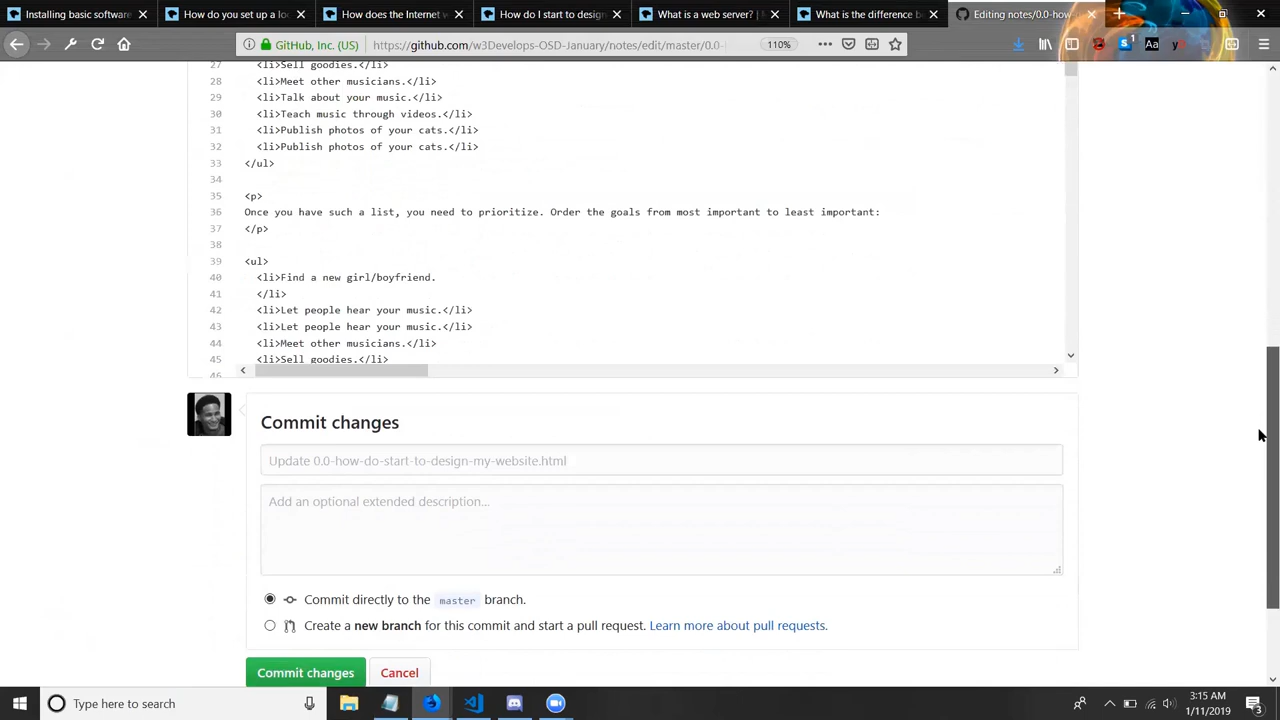 Installing basic software
How do you set up a lo
How does the Internet w
How do I start to design
What is a web server? |
What is the difference be
Editing notes/0.0-how-
GitHub, Inc. (US)
https://github.com/w3Develops-OSD-January/notes/edit/master/0.0-
110%
27 <li>Sell goodies.</li>
28 <li>Meet other musicians.</li>
29 <li>Talk about your music.</li>
30 <li>Teach music through videos.</li>
31 <li>Publish photos of your cats.</li>
32 <li>Publish photos of your cats.</li>
33 </ul>
34
35 <p>
36 Once you have such a list, you need to prioritize. Order the goals from most important to least important:
37 </p>
38
39 <ul>
40 <li>Find a new girl/boyfriend.
41 </li>
42 <li>Let people hear your music.</li>
43 <li>Let people hear your music.</li>
44 <li>Meet other musicians.</li>
45 <li>Sell goodies.</li>
46
Commit changes
Update 0.0-how-do-start-to-design-my-website.html
Add an optional extended description...
Commit directly to the master branch.
Create a new branch for this commit and start a pull request. Learn more about pull requests.
Commit changes
Cancel
Type here to search
3:15 AM
1/11/2019
3